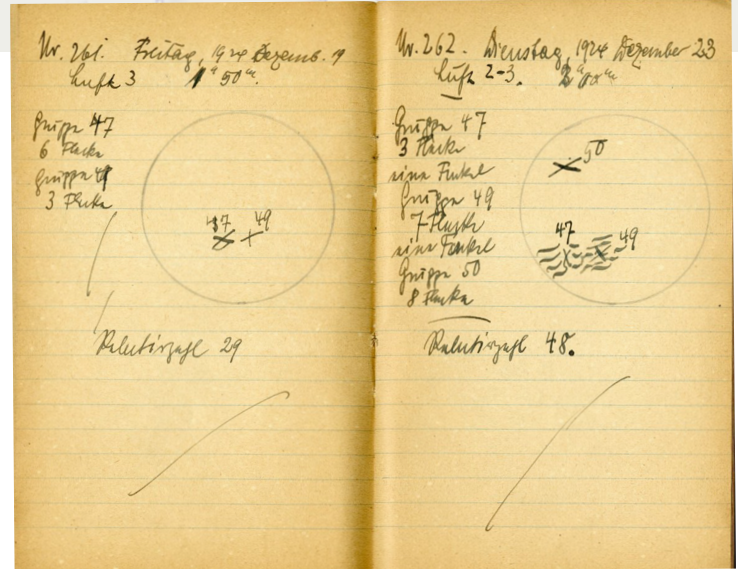 Nr. 261. Freitag, 1924 Dezemb. 19
Luft 3 1ʰ 50ᵐ.
Gruppe 47
6 Flecke
Gruppe 49
3 Flecke
47 49
Relativzahl 29
Nr. 262. Dienstag, 1924 Dezember 23
Luft 2-3.
Gruppe 47
3 Flecke
eine Fackel
Gruppe 49
7 Flecke
eine Fackel
Gruppe 50
8 Flecke
50
47 49
Relativzahl 48.